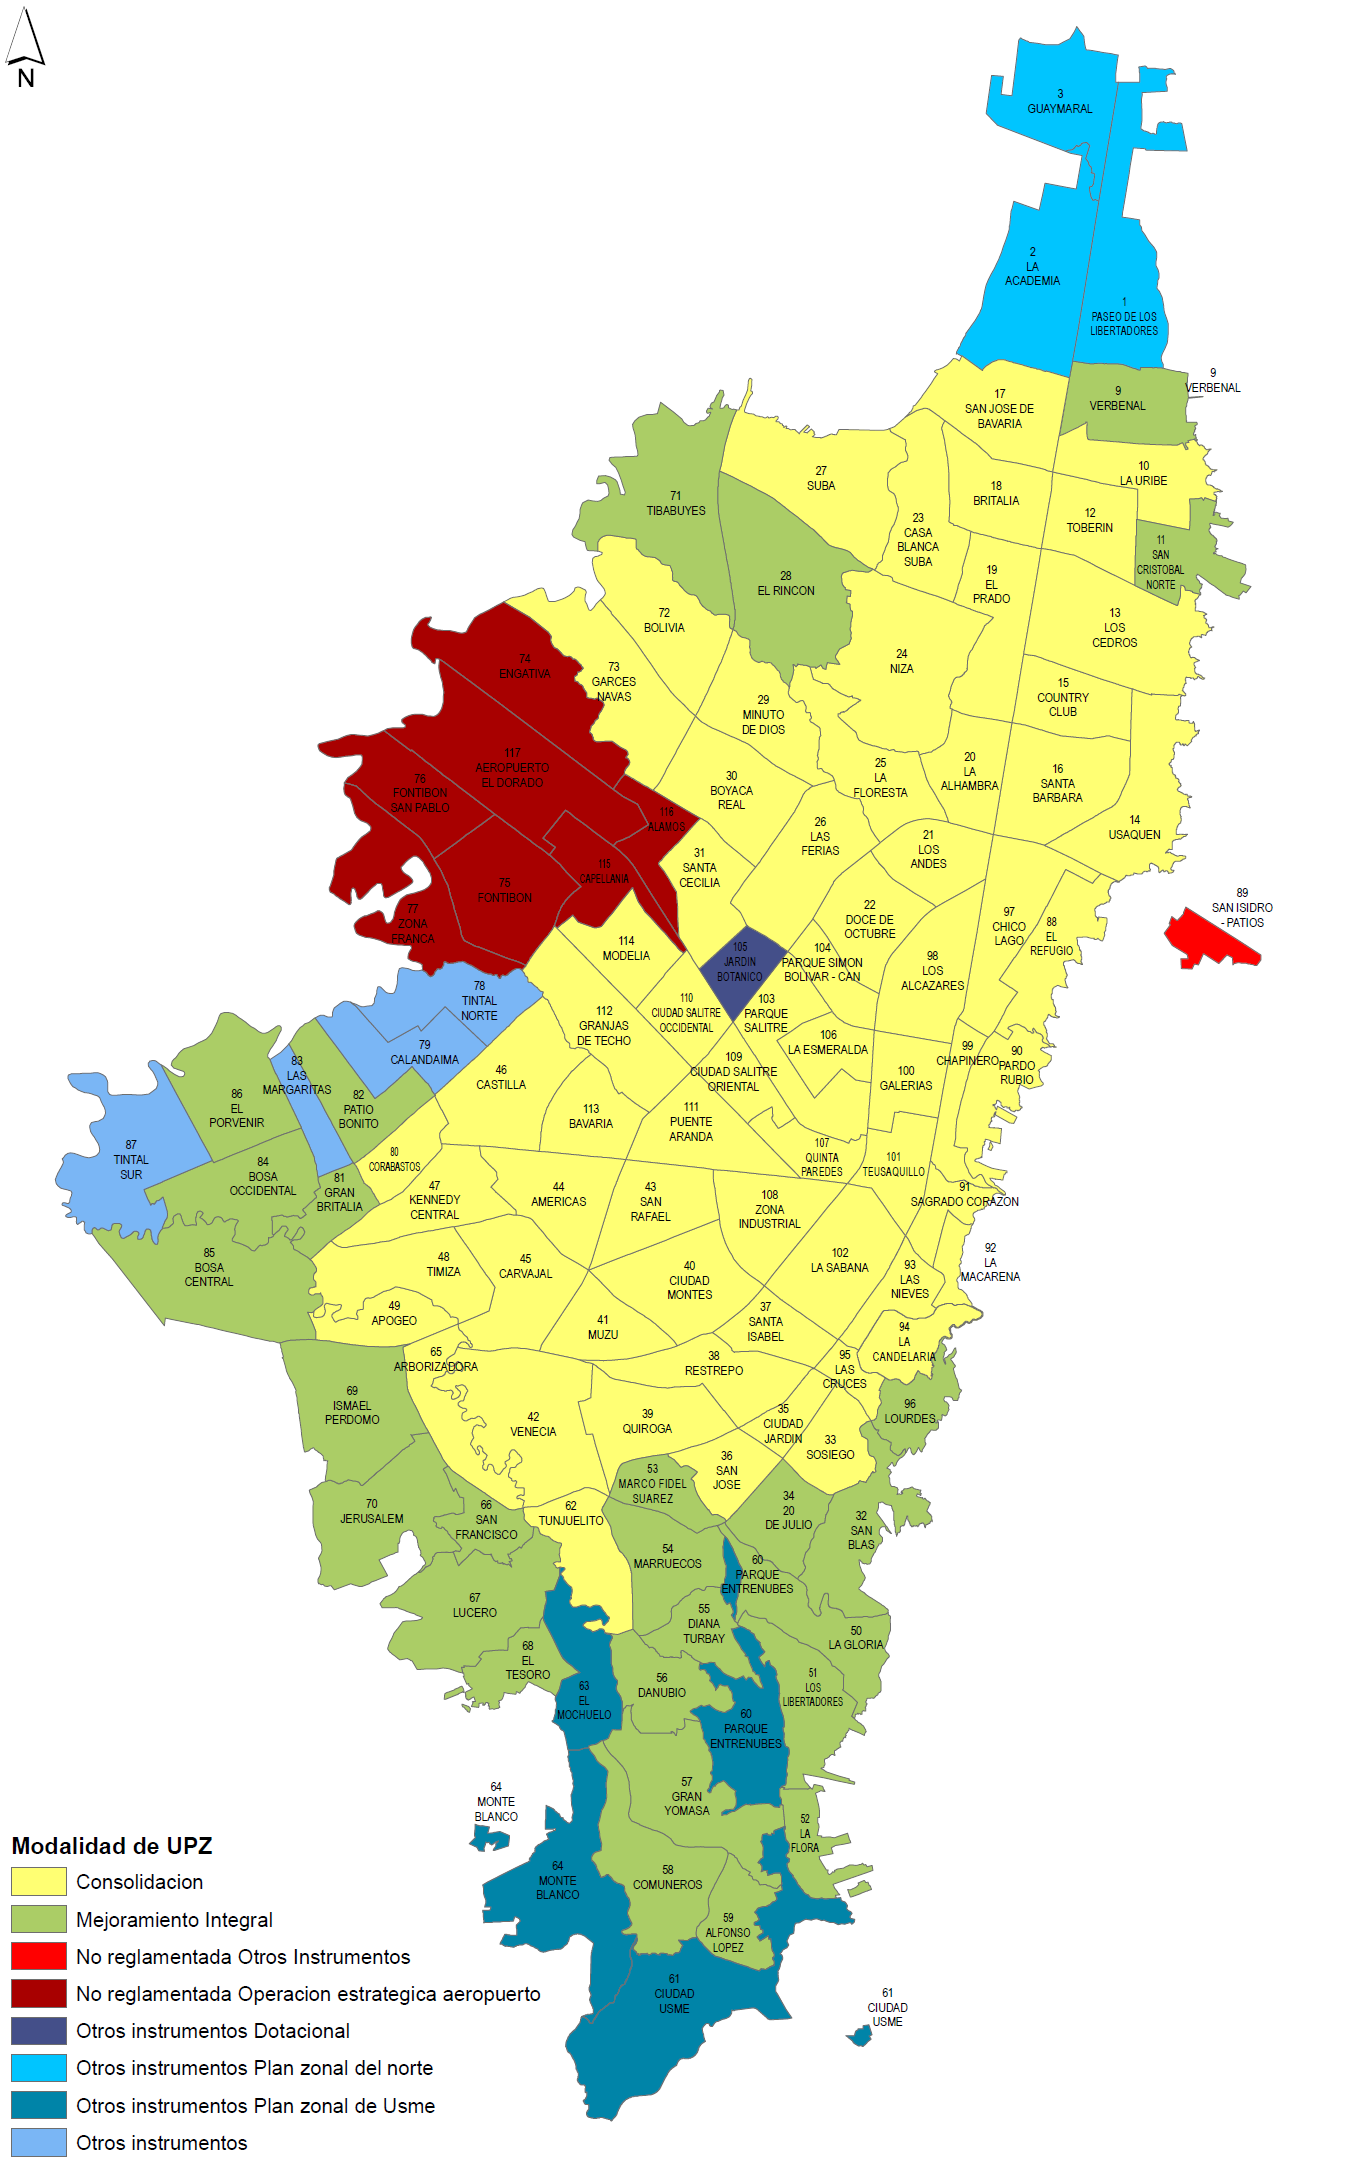 N
3
GUAYMARAL
2
LA
ACADEMIA
1
PASEO DE LOS
LIBERTADORES
9
VERBENAL
9
VERBENAL
17
SAN JOSE DE
BAVARIA
10
LA URIBE
27
SUBA
18
BRITALIA
71
TIBABUYES
12
TOBERIN
23
CASA
BLANCA
SUBA
11
SAN
CRISTOBAL
NORTE
28
EL RINCON
19
EL
PRADO
72
BOLIVIA
13
LOS
CEDROS
24
NIZA
74
ENGATIVA
73
GARCES
NAVAS
15
COUNTRY
CLUB
29
MINUTO
DE DIOS
117
AEROPUERTO
EL DORADO
25
LA
FLORESTA
20
LA
ALHAMBRA
16
SANTA
BARBARA
76
FONTIBON
SAN PABLO
30
BOYACA
REAL
116
ALAMOS
26
LAS
FERIAS
14
USAQUEN
21
LOS
ANDES
31
SANTA
CECILIA
115
CAPELLANIA
75
FONTIBON
89
SAN ISIDRO
- PATIOS
77
ZONA
FRANCA
22
DOCE DE
OCTUBRE
97
CHICO
LAGO
88
EL
REFUGIO
114
MODELIA
105
JARDIN
BOTANICO
104
PARQUE SIMON
BOLIVAR - CAN
98
LOS
ALCAZARES
78
TINTAL
NORTE
110
CIUDAD SALITRE
OCCIDENTAL
103
PARQUE
SALITRE
112
GRANJAS
DE TECHO
106
LA ESMERALDA
79
CALANDAIMA
99
CHAPINERO
90
PARDO
RUBIO
109
CIUDAD SALITRE
ORIENTAL
46
CASTILLA
100
GALERIAS
83
LAS
MARGARITAS
86
EL
PORVENIR
82
PATIO
BONITO
113
BAVARIA
111
PUENTE
ARANDA
87
TINTAL
SUR
80
CORABASTOS
107
QUINTA
PAREDES
101
TEUSAQUILLO
84
BOSA
OCCIDENTAL
81
GRAN
BRITALIA
47
KENNEDY
CENTRAL
44
AMERICAS
43
SAN
RAFAEL
108
ZONA
INDUSTRIAL
91
SAGRADO CORAZON
85
BOSA
CENTRAL
48
TIMIZA
45
CARVAJAL
102
LA SABANA
92
LA
MACARENA
40
CIUDAD
MONTES
93
LAS
NIEVES
49
APOGEO
41
MUZU
37
SANTA
ISABEL
94
LA
CANDELARIA
65
ARBORIZADORA
38
RESTREPO
95
LAS
CRUCES
69
ISMAEL
PERDOMO
96
LOURDES
42
VENECIA
39
QUIROGA
35
CIUDAD
JARDIN
33
SOSIEGO
36
SAN
JOSE
53
MARCO FIDEL
SUAREZ
70
JERUSALEM
66
SAN
FRANCISCO
62
TUNJUELITO
34
20
DE JULIO
32
SAN
BLAS
54
MARRUECOS
60
PARQUE
ENTRENUBES
67
LUCERO
55
DIANA
TURBAY
50
LA GLORIA
68
EL
TESORO
56
DANUBIO
51
LOS
LIBERTADORES
63
EL
MOCHUELO
60
PARQUE
ENTRENUBES
64
MONTE
BLANCO
57
GRAN
YOMASA
52
LA
FLORA
64
MONTE
BLANCO
58
COMUNEROS
59
ALFONSO
LOPEZ
61
CIUDAD
USME
61
CIUDAD
USME
Modalidad de UPZ
Consolidacion
Mejoramiento Integral
No reglamentada Otros Instrumentos
No reglamentada Operacion estrategica aeropuerto
Otros instrumentos Dotacional
Otros instrumentos Plan zonal del norte
Otros instrumentos Plan zonal de Usme
Otros instrumentos